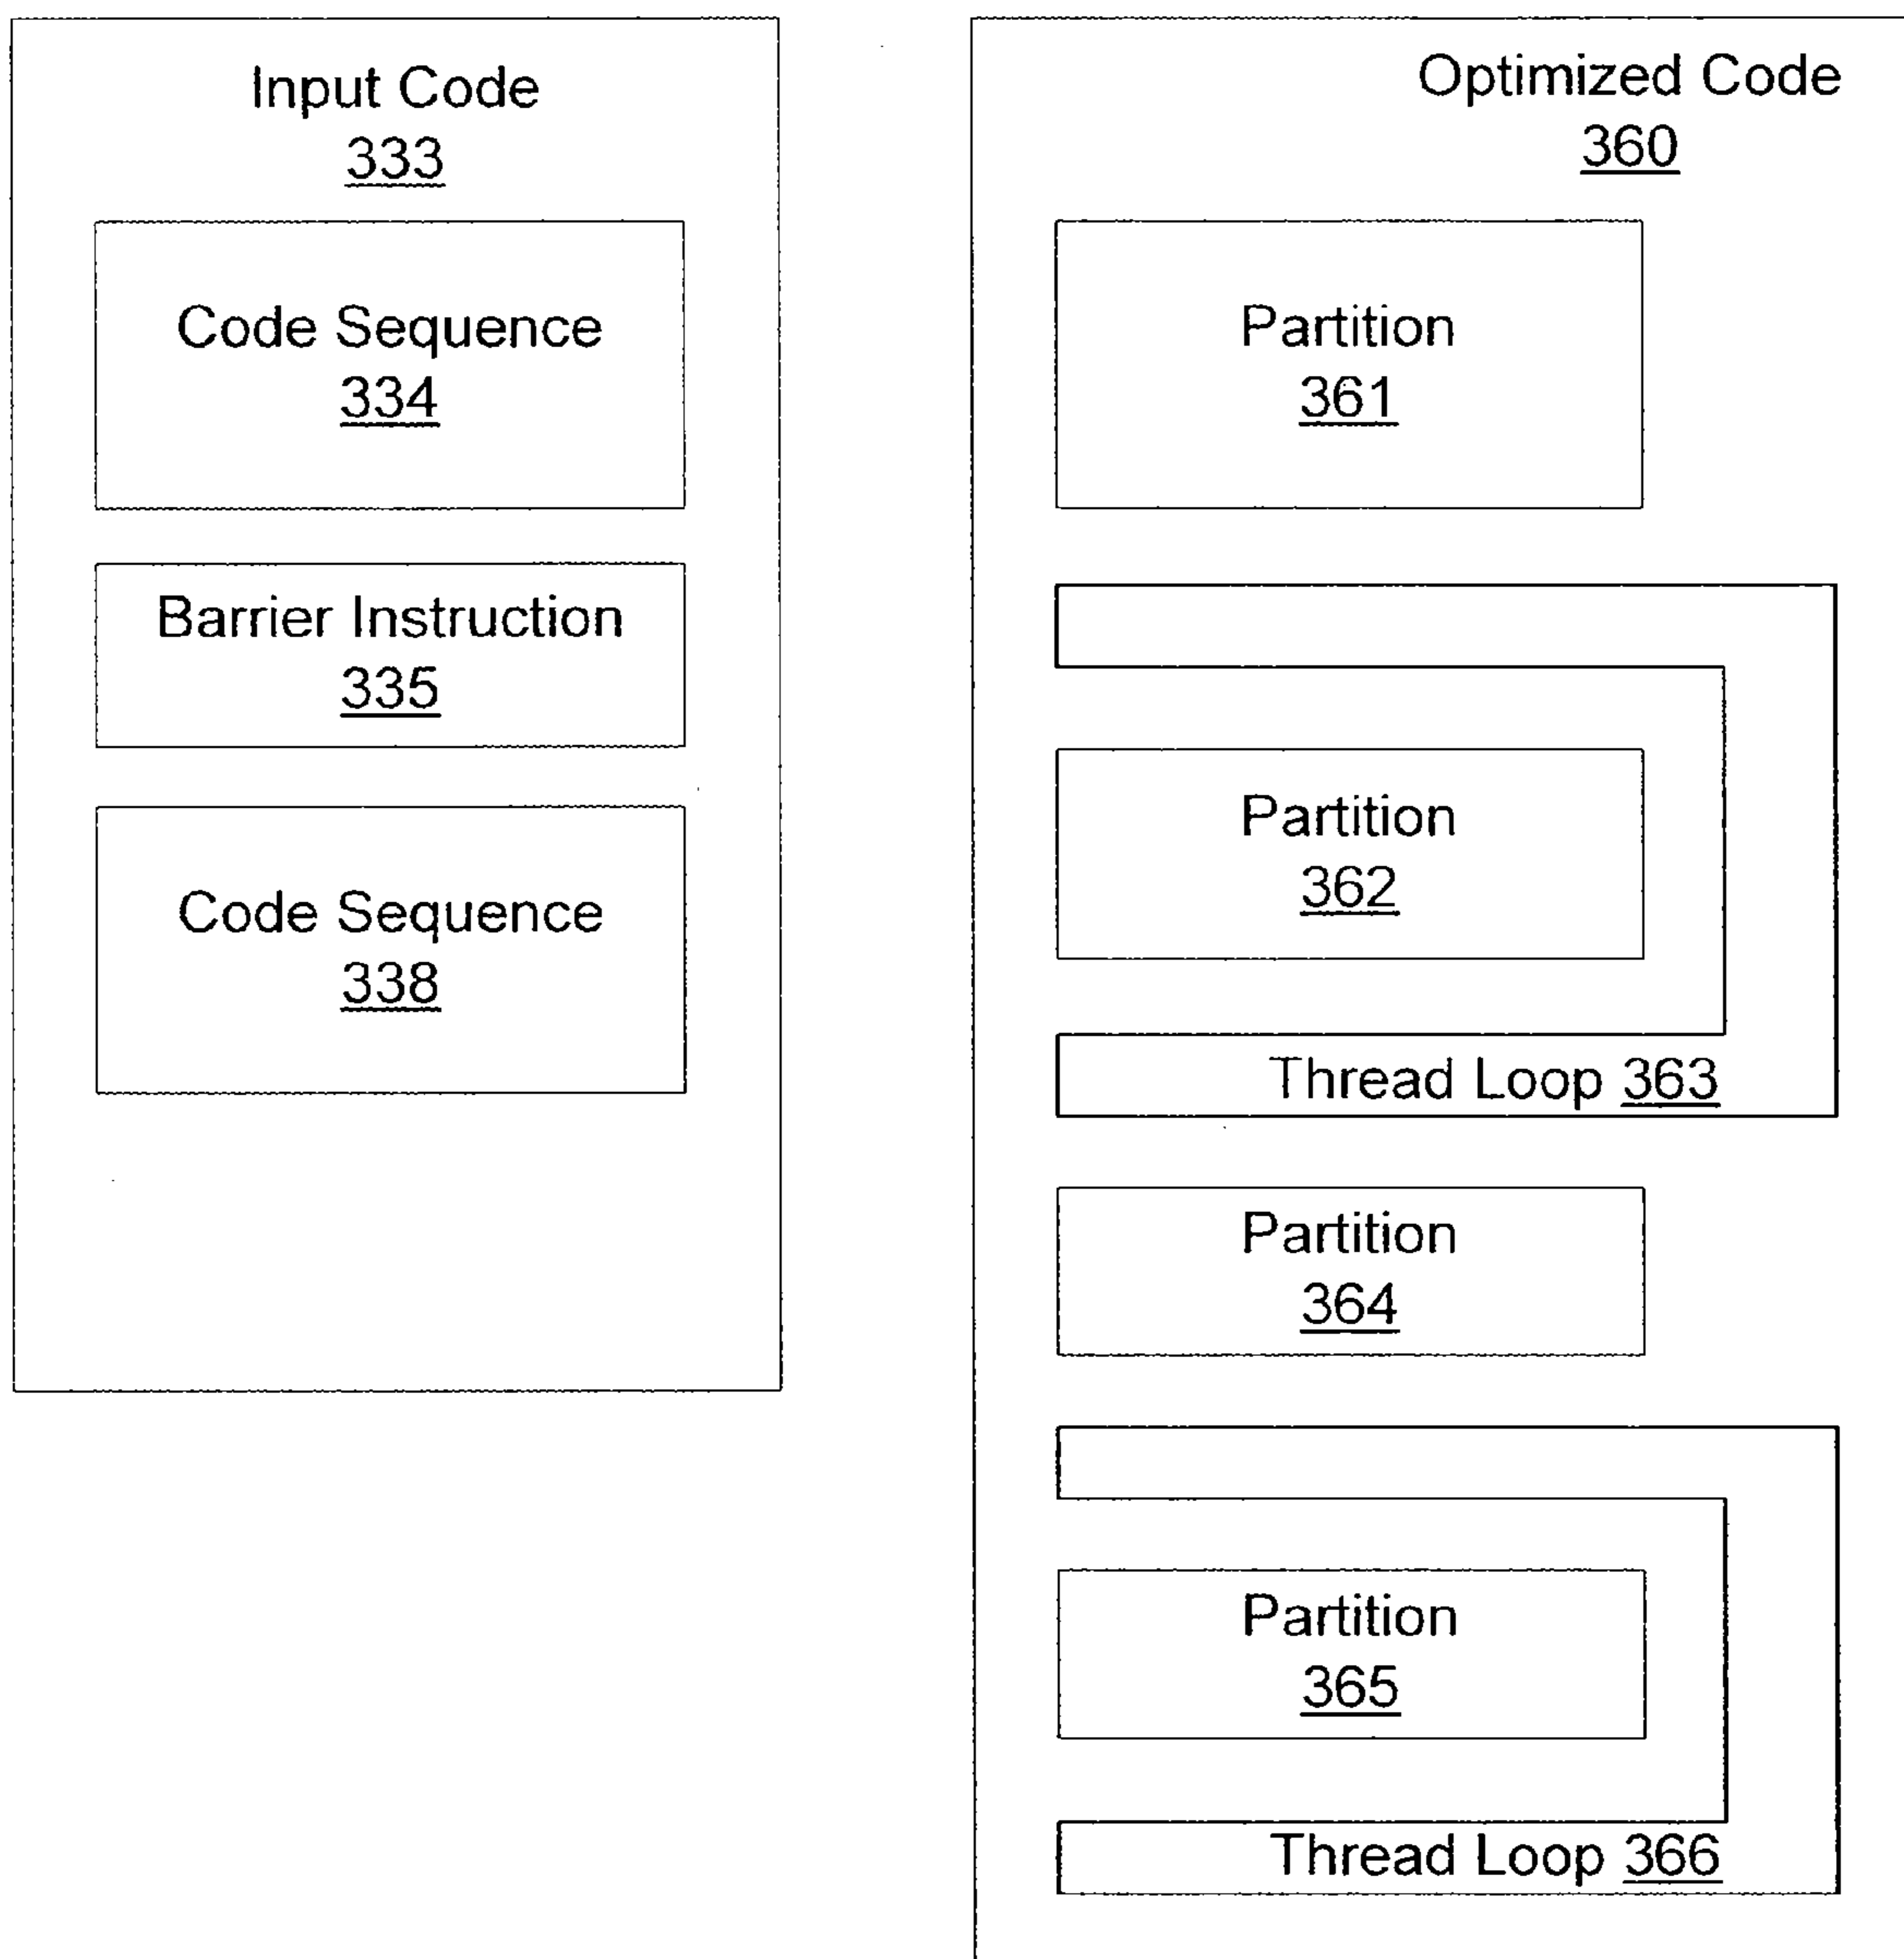 Input Code
333
Code Sequence
334
Barrier Instruction
335
Code Sequence
338
Optimized Code
360
Partition
361
Partition
362
Thread Loop 363
Partition
364
Partition
365
Thread Loop 366